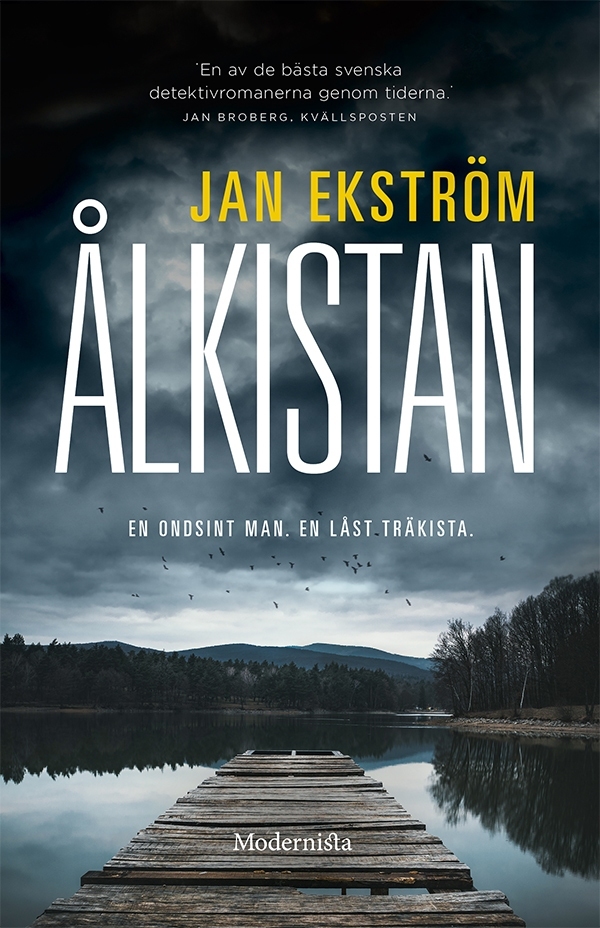 'En av de bästa svenska
detektivromanerna genom tiderna.'
JAN BROBERG, KVÄLLSPOSTEN
JAN EKSTRÖM
ÅLKISTAN
EN ONDSINT MAN. EN LÅST TRÄKISTA.
Modernista